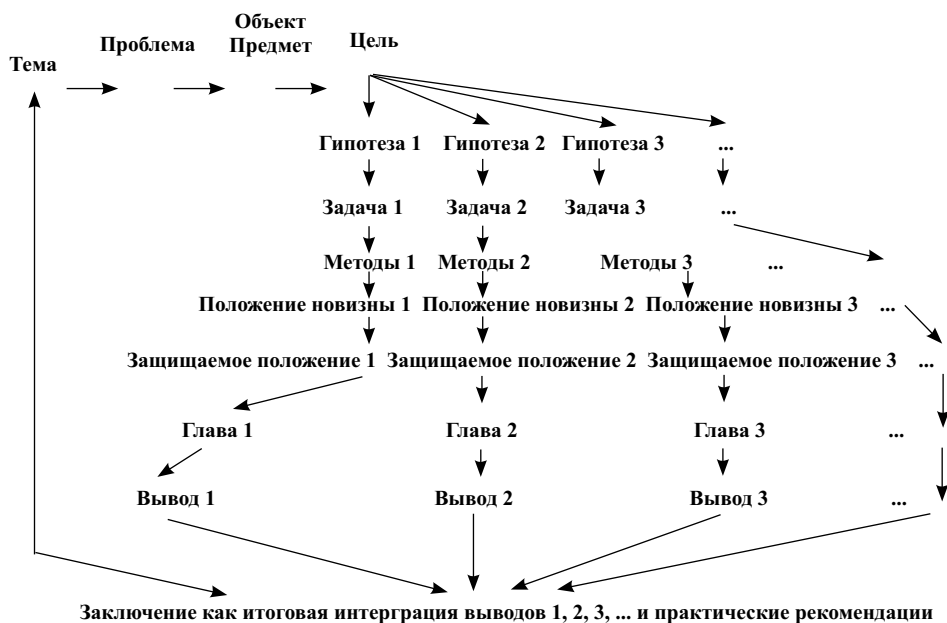 Объект
Проблема Предмет Цель
Тема
Гипотеза 1 Гипотеза 2 Гипотеза 3 ...
Задача 1 Задача 2 Задача 3 ...
Методы 1 Методы 2 Методы 3 ...
Положение новизны 1 Положение новизны 2 Положение новизны 3 ...
Защищаемое положение 1 Защищаемое положение 2 Защищаемое положение 3 ...
Глава 1 Глава 2 Глава 3 ...
Вывод 1 Вывод 2 Вывод 3 ...
Заключение как итоговая интерграция выводов 1, 2, 3, ... и практические рекомендации